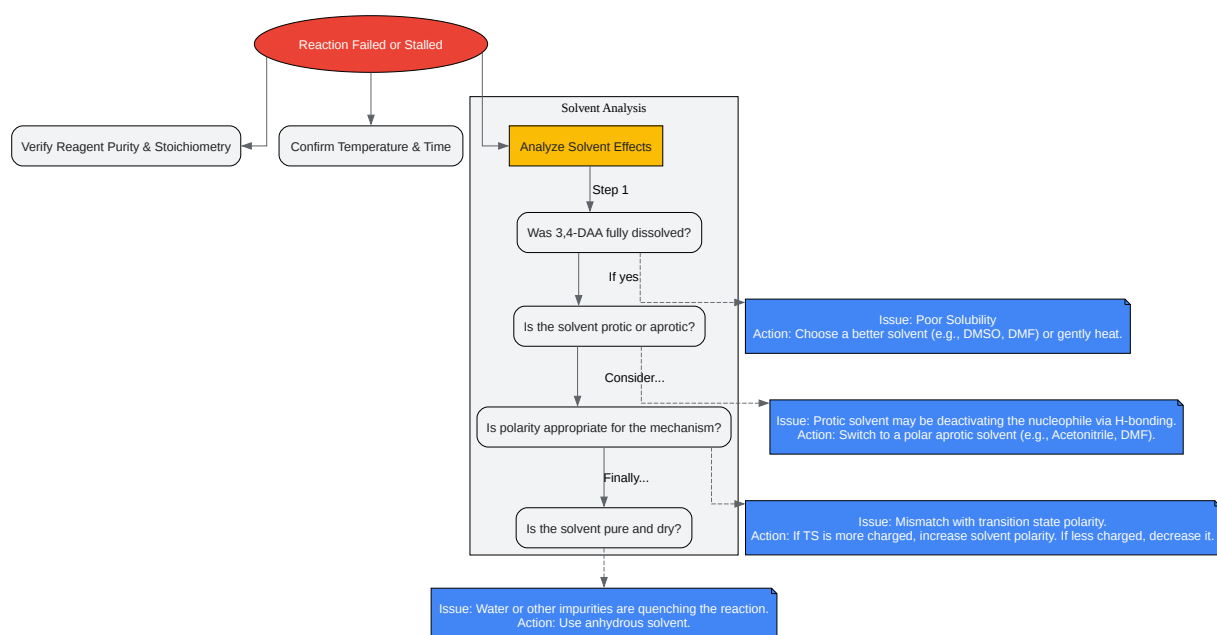 Reaction Failed or Stalled
Solvent Analysis
Verify Reagent Purity & Stoichiometry
Confirm Temperature & Time
Analyze Solvent Effects
Step 1
Was 3,4-DAA fully dissolved?
If yes
Issue: Poor Solubility
Action: Choose a better solvent (e.g., DMSO, DMF) or gently heat.
Is the solvent protic or aprotic?
Consider...
Issue: Protic solvent may be deactivating the nucleophile via H-bonding.
Action: Switch to a polar aprotic solvent (e.g., Acetonitrile, DMF).
Is polarity appropriate for the mechanism?
Finally...
Issue: Mismatch with transition state polarity.
Action: If TS is more charged, increase solvent polarity. If less charged, decrease it.
Is the solvent pure and dry?
Issue: Water or other impurities are quenching the reaction.
Action: Use anhydrous solvent.